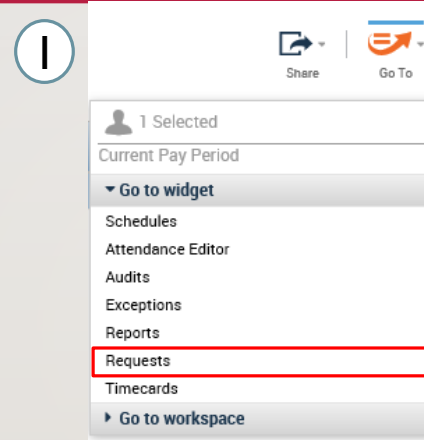 1
Share Go To
1 Selected
Current Pay Period
Go to widget
Schedules
Attendance Editor
Audits
Exceptions
Reports
Requests
Timecards
Go to workspace